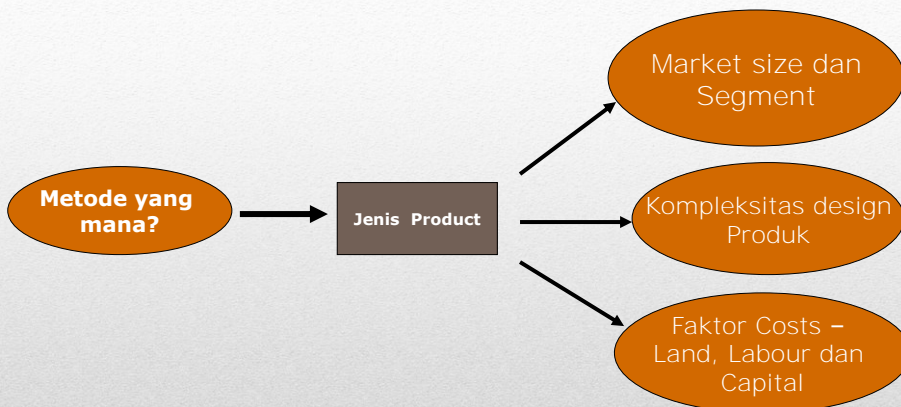 Market size dan
Segment
Metode yang
mana?
Jenis Product
Kompleksitas design
Produk
Faktor Costs –
Land, Labour dan
Capital